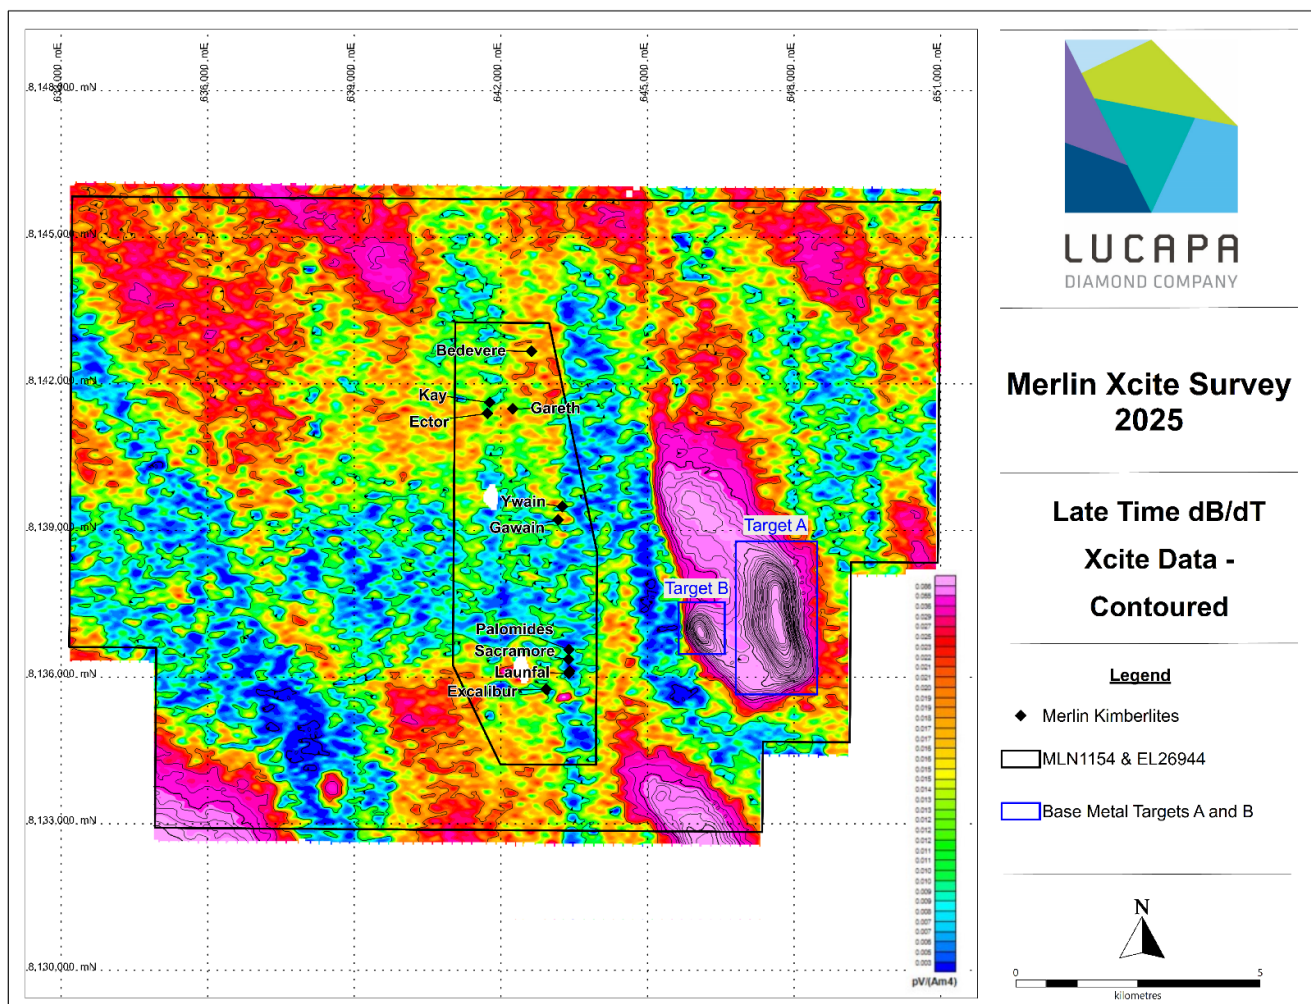 633,000. mE
636,000. mE
639,000. mE
642,000. mE
645,000. mE
648,000. mE
651,000. mE
8,148,000. mN
8,145,000. mN
8,142,000. mN
8,139,000. mN
8,136,000. mN
8,133,000. mN
8,130,000. mN
Bedevere
Kay
Gareth
Ector
Ywain
Gawain
Target A
Target B
Palomides
Sacramore
Launfal
Excalibur
pV/(Am4)
LUCAPA
DIAMOND COMPANY
Merlin Xcite Survey
2025
Late Time dB/dT
Xcite Data -
Contoured
Legend
Merlin Kimberlites
MLN1154 & EL26944
Base Metal Targets A and B
N
0 5
kilometres